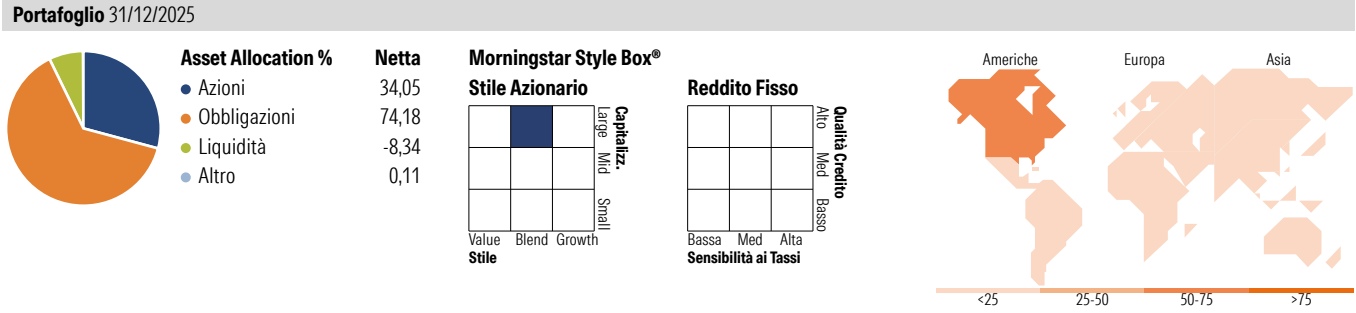 Portafoglio 31/12/2025
Asset Allocation % Netta
Azioni 34,05
Obbligazioni 74,18
Liquidità -8,34
Altro 0,11
Morningstar Style Box®
Stile Azionario
Large Mid Small
Capitalizz.
Value Blend Growth
Stile
Reddito Fisso
Alto Med Basso
Qualità Credito
Bassa Med Alta
Sensibilità ai Tassi
Americhe Europa Asia
<25 25-50 50-75 >75